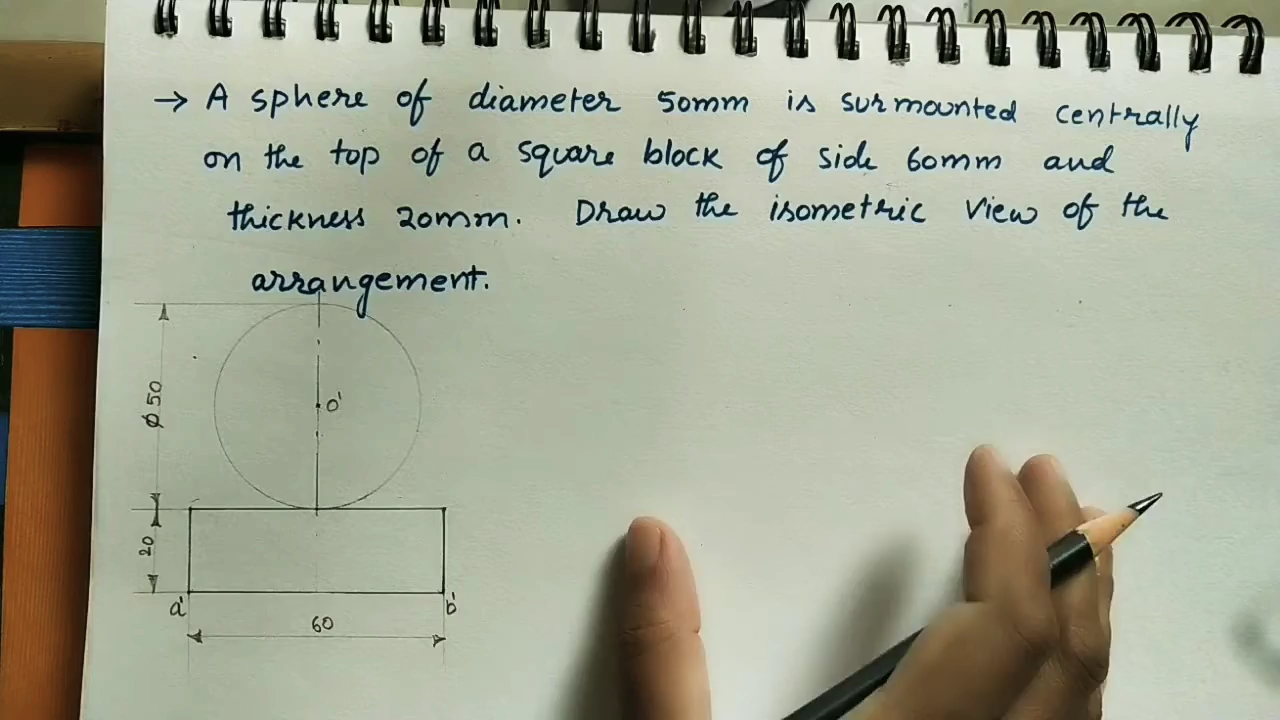 → A sphere of diameter 50mm is surmounted centrally
on the top of a square block of side 60mm and
thickness 20mm. Draw the isometric view of the
arrangement.
ϕ50
o'
20
a' b'
60